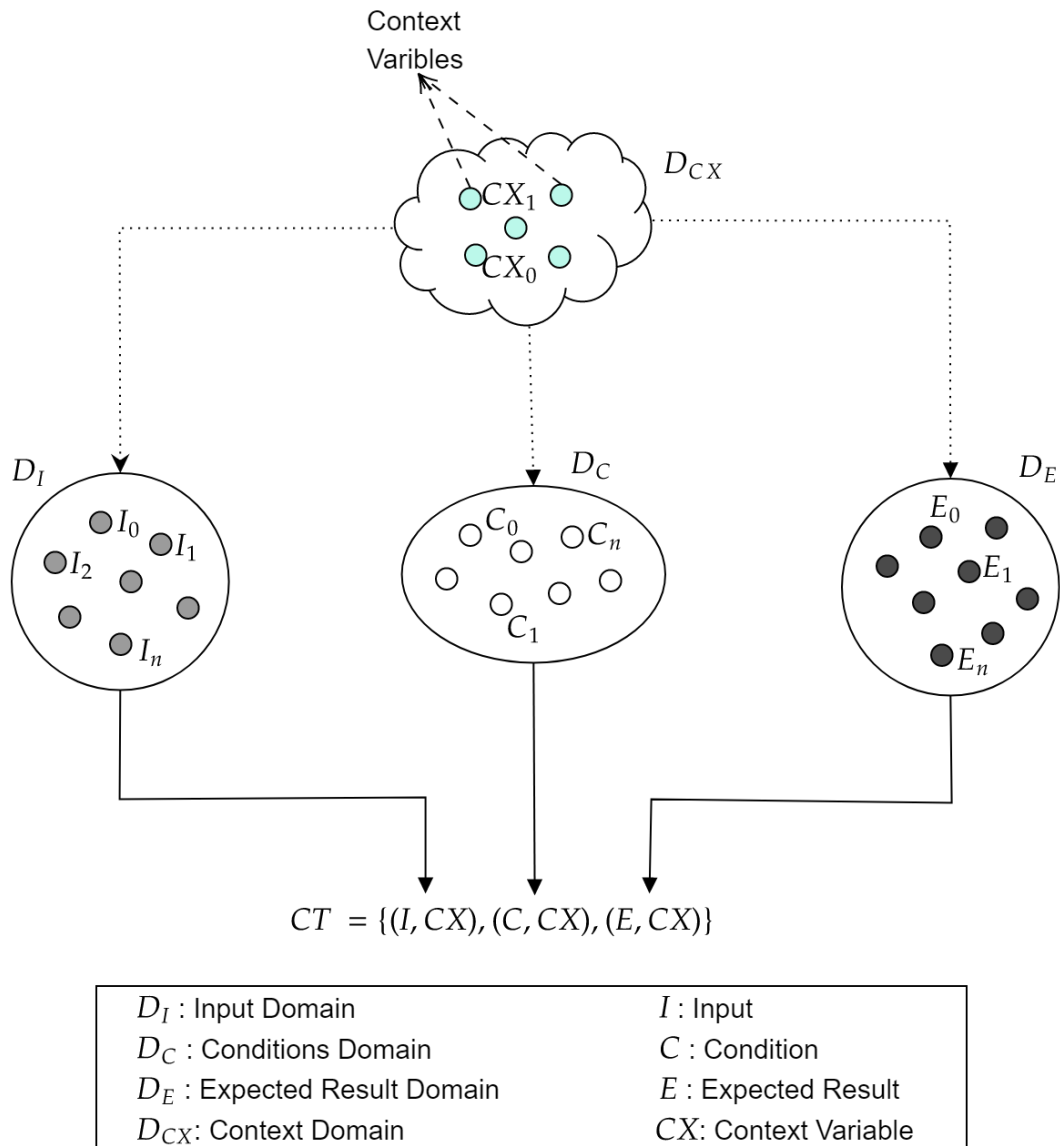 Context
Varibles
D_CX
CX_1
CX_0
D_I
D_C
D_E
I_0
I_1
I_2
I_n
C_0
C_n
C_1
E_0
E_1
E_n
CT = {(I, CX), (C, CX), (E, CX)}
D_I : Input Domain
I : Input
D_C : Conditions Domain
C : Condition
D_E : Expected Result Domain
E : Expected Result
D_CX: Context Domain
CX: Context Variable